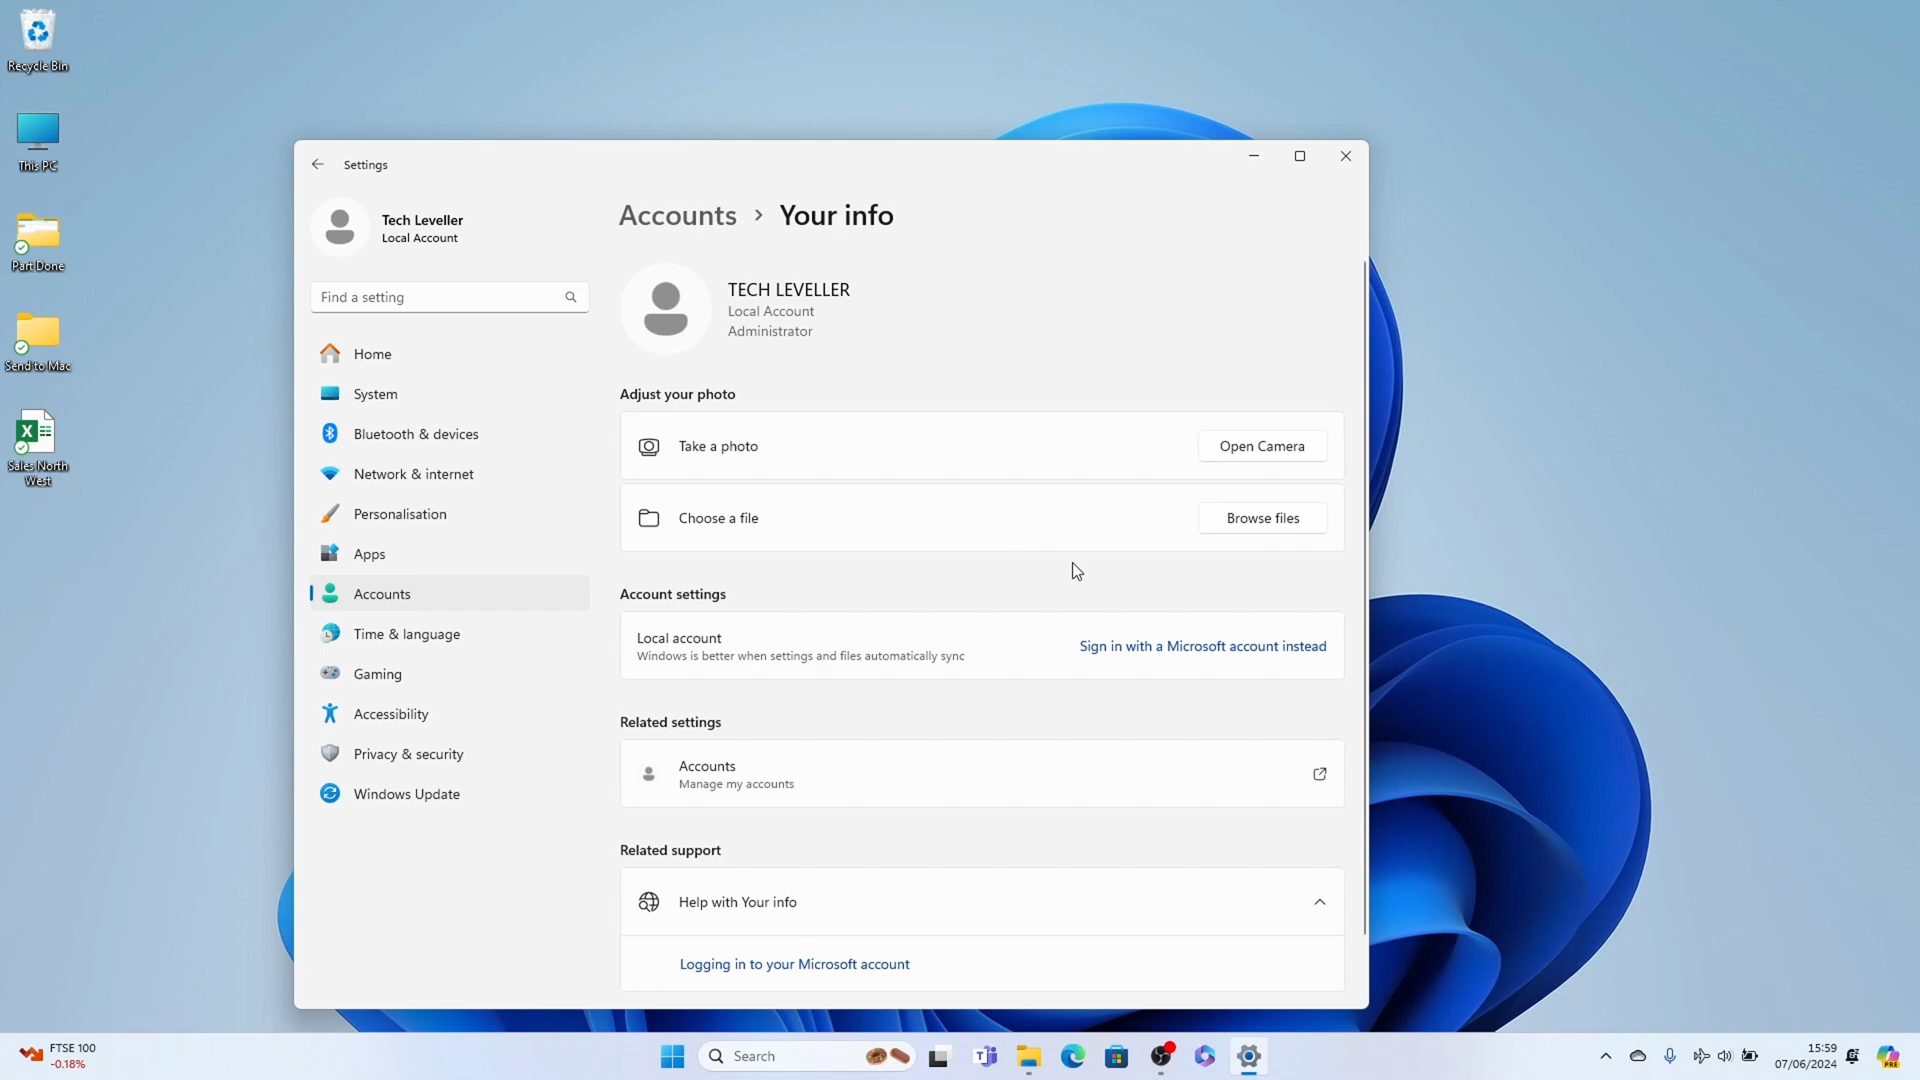 Recycle Bin
This PC
Part Done
Send to Mac
Sales North
West
Settings
Tech Leveller
Local Account
Find a setting
Home
System
Bluetooth & devices
Network & internet
Personalisation
Apps
Accounts
Time & language
Gaming
Accessibility
Privacy & security
Windows Update
Accounts > Your info
TECH LEVELLER
Local Account
Administrator
Adjust your photo
Take a photo
Open Camera
Choose a file
Browse files
Account settings
Local account
Windows is better when settings and files automatically sync
Sign in with a Microsoft account instead
Related settings
Accounts
Manage my accounts
Related support
Help with Your info
Logging in to your Microsoft account
FTSE 100
-0.18%
Search
15:59
07/06/2024
PRE